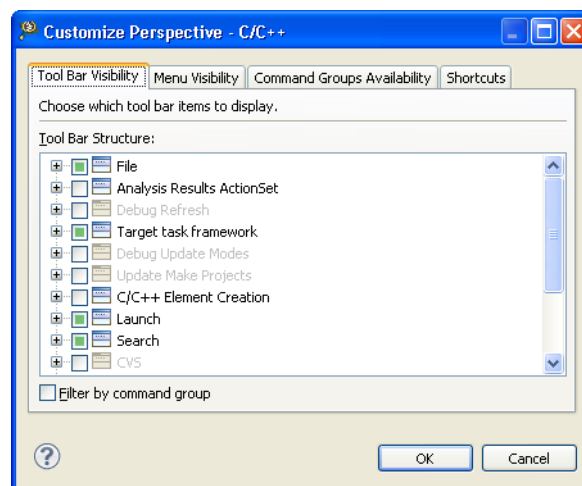 Customize Perspective - C/C++
Tool Bar Visibility Menu Visibility Command Groups Availability Shortcuts
Choose which tool bar items to display.
Tool Bar Structure:
File
Analysis Results ActionSet
Debug Refresh
Target task framework
Debug Update Modes
Update Make Projects
C/C++ Element Creation
Launch
Search
CVS
Filter by command group
? OK Cancel